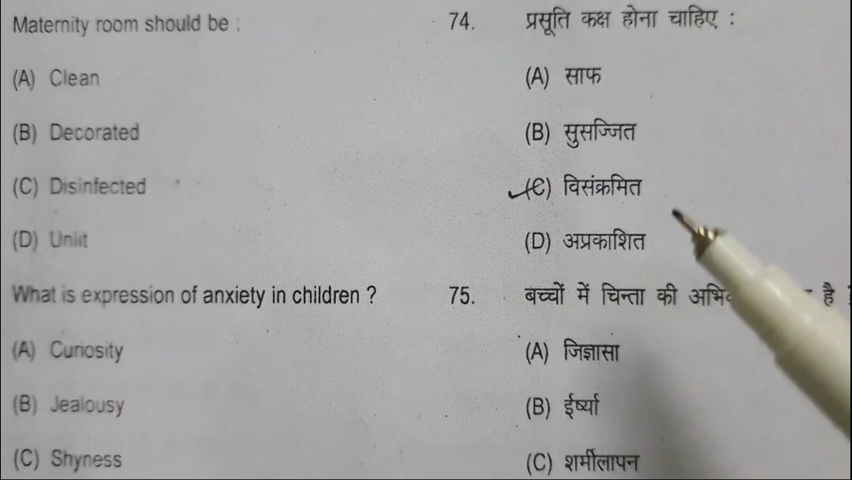 Maternity room should be :
(A) Clean
(B) Decorated
(C) Disinfected
(D) Unlit
What is expression of anxiety in children ?
(A) Curiosity
(B) Jealousy
(C) Shyness
74. प्रसूति कक्ष होना चाहिए :
(A) साफ
(B) सुसज्जित
(C) विसंक्रमित
(D) अप्रकाशित
75. बच्चों में चिन्ता की है
(A) जिज्ञासा
(B) ईर्ष्या
(C) शर्मीलापन